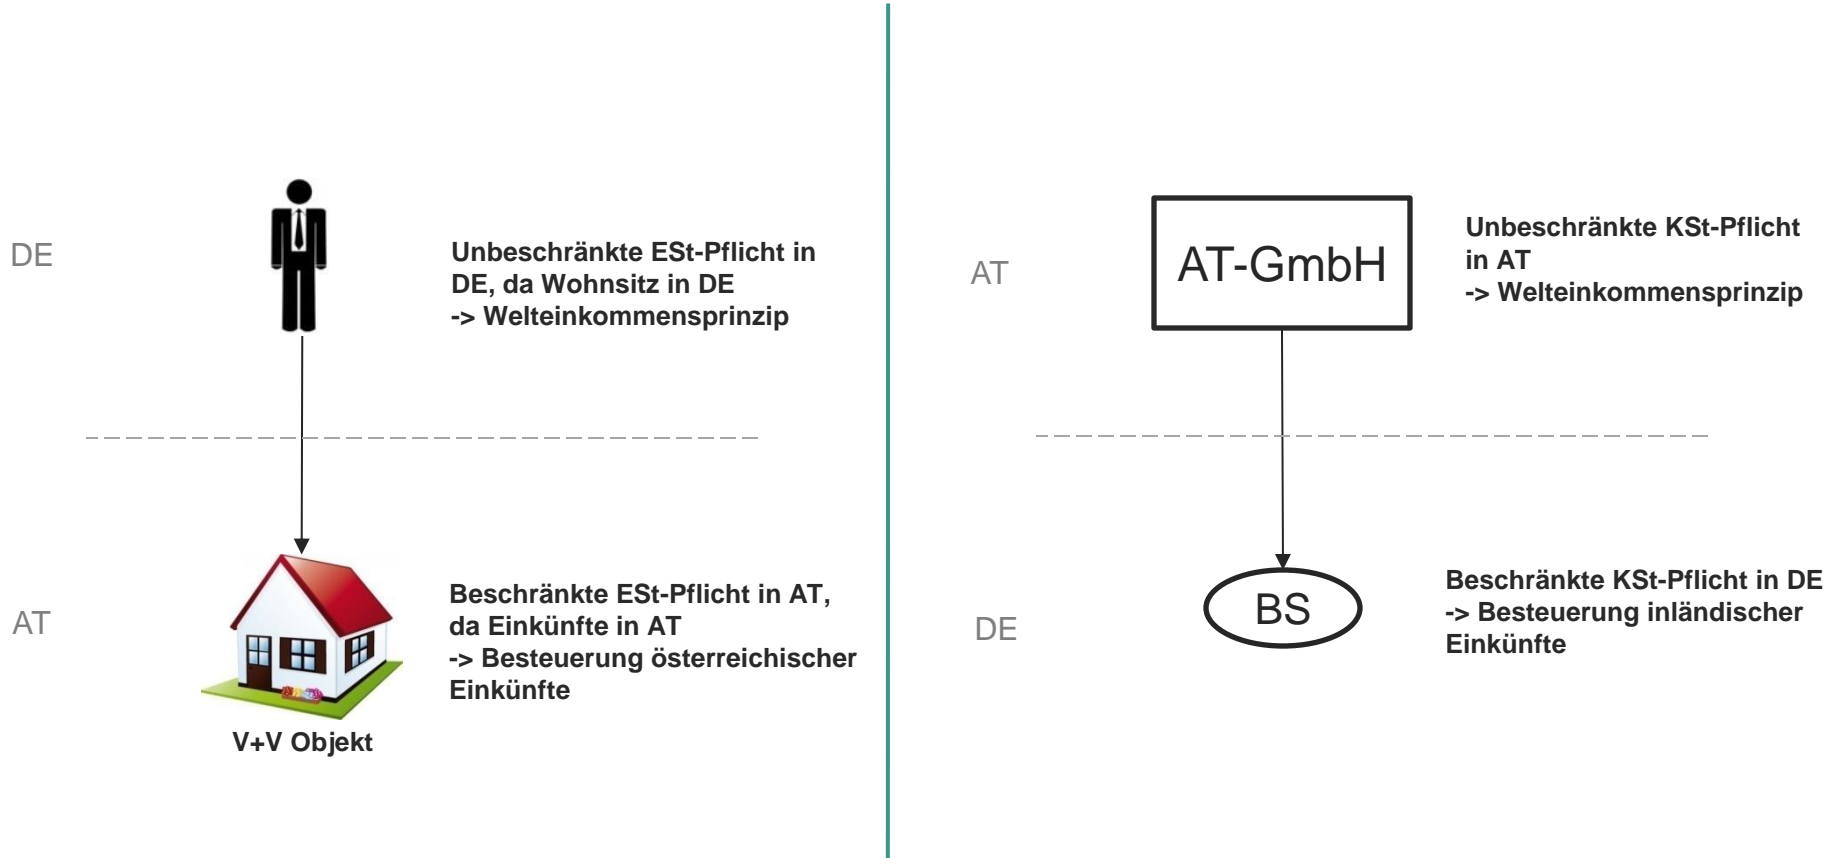 DE
Unbeschränkte ESt-Pflicht in
DE, da Wohnsitz in DE
-> Welteinkommensprinzip
AT
Beschränkte ESt-Pflicht in AT,
da Einkünfte in AT
-> Besteuerung österreichischer
Einkünfte
V+V Objekt
AT
AT-GmbH
Unbeschränkte KSt-Pflicht
in AT
-> Welteinkommensprinzip
DE
BS
Beschränkte KSt-Pflicht in DE
-> Besteuerung inländischer
Einkünfte